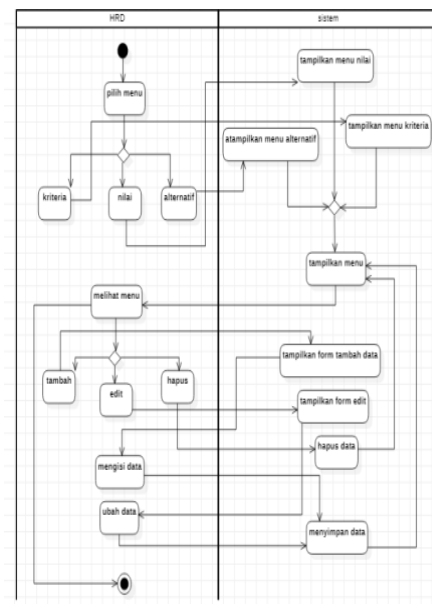 HRD
sistem
pilih menu
tampilkan menu nilai
tampilkan menu kriteria
atampilkan menu alternatif
kriteria
nilai
alternatif
tampilkan menu
melihat menu
tampilkan form tambah data
tambah
edit
hapus
tampilkan form edit
hapus data
mengisi data
ubah data
menyimpan data